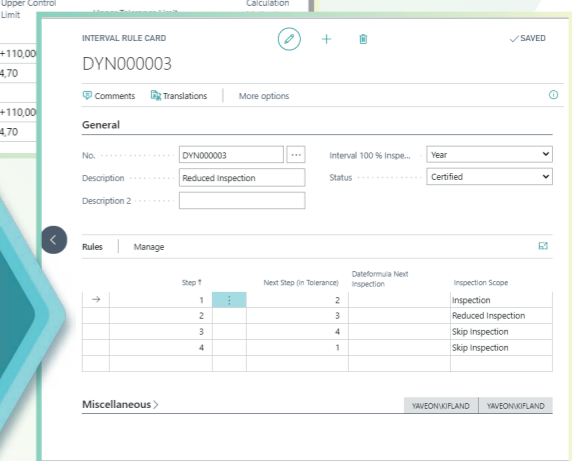 Upper Control
Limit
Calculation
+110,00
4,70
+110,00
4,70
INTERVAL RULE CARD
SAVED
DYN000003
Comments Translations More options
General
No. DYN000003 Interval 100 % Inspe... Year
Description Reduced Inspection Status Certified
Description 2
Rules Manage
Step ↑ Next Step (in Tolerance) Dateformula Next Inspection Inspection Scope
→ 1 2 Inspection
2 3 Reduced Inspection
3 4 Skip Inspection
4 1 Skip Inspection
Miscellaneous > YAVEON\KIFLAND YAVEON\KIFLAND